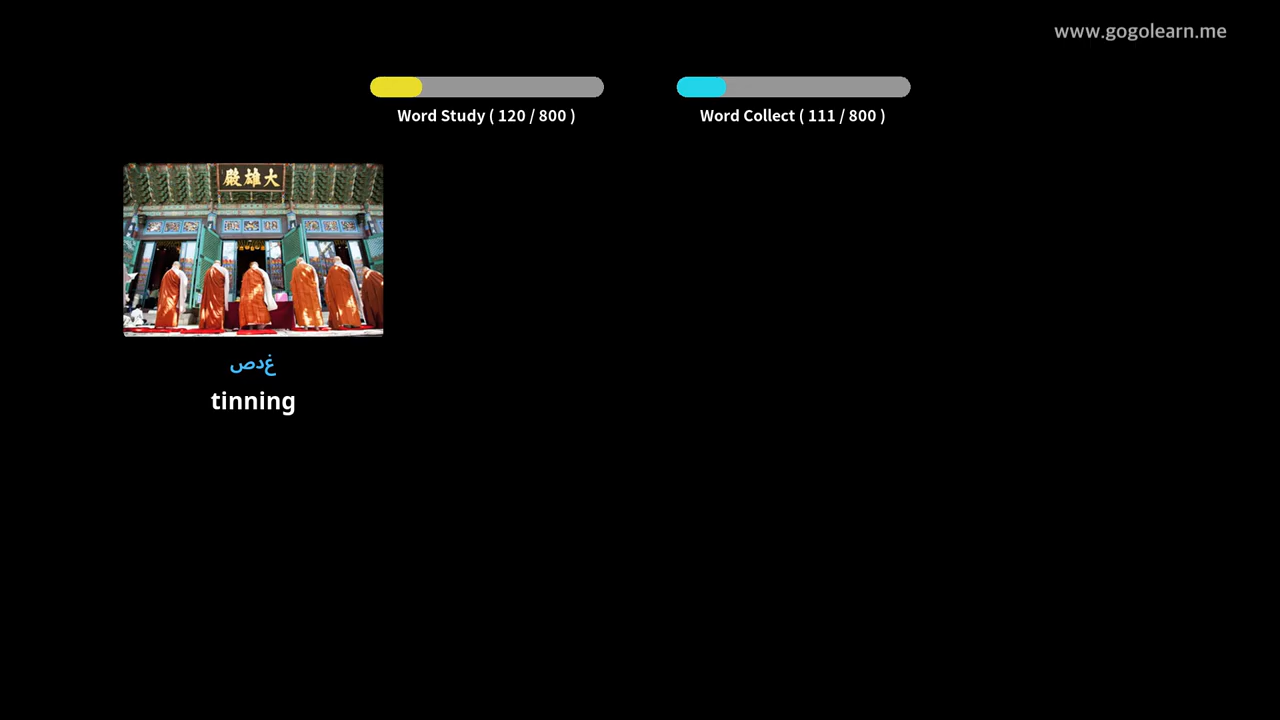 www.gogolearn.me
Word Study ( 120 / 800 )
Word Collect ( 111 / 800 )
大雄殿
غدص
tinning